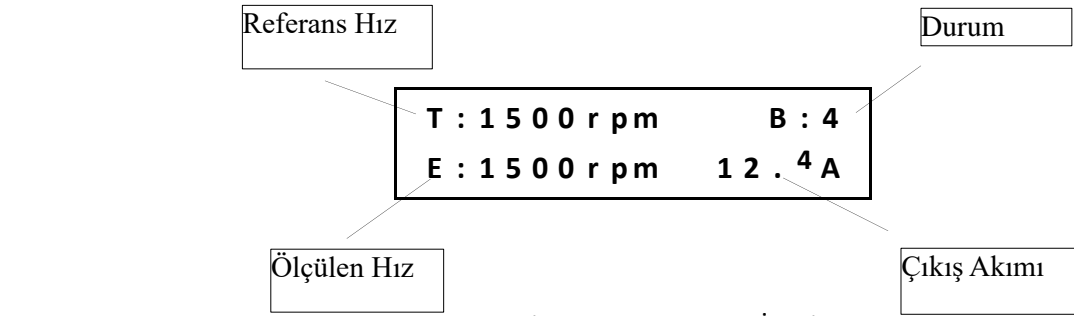 Referans Hız
Durum
T:1500rpm B:4
E:1500rpm 12.4A
Ölçülen Hız
Çıkış Akımı